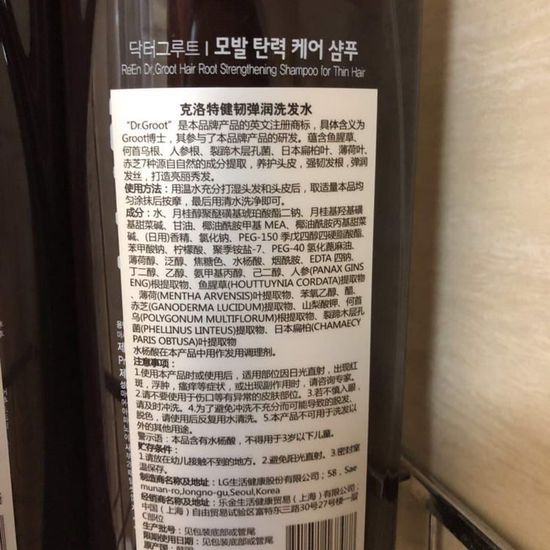 닥터그루트 | 모발 탄력 케어 샴푸
ReEn Dr.Groot Hair Root Strengthening Shampoo for Thin Hair
克洛特健韧弹润洗发水
“Dr.Groot”是本品牌产品的英文注册商标，具体含义为
Groot博士，其参与了本品牌产品的研发。蕴含鱼腥草、
何首乌根、人参根、裂蹄木层孔菌、日本扁柏叶、薄荷叶、
赤芝7种源自自然的成分提取，养护头皮，强韧发根，弹润
发丝，打造亮丽秀发。
使用方法：用温水充分打湿头发和头皮后，取适量本品均
匀涂抹后按摩，最后用清水洗净即可。
成分：水、月桂醇聚醚磺基琥珀酸酯二钠、月桂基羟基磺
基甜菜碱、甘油、椰油酰胺甲基 MEA、椰油酰胺丙基甜菜
碱、(日用)香精、氯化钠、PEG-150 季戊四醇四硬脂酸酯、
苯甲酸钠、柠檬酸、聚季铵盐-7、PEG-40 氢化蓖麻油、
薄荷醇、泛醇、焦糖色、水杨酸、烟酰胺、EDTA 四钠、
丁二醇、乙醇、氨甲基丙醇、己二醇、人参(PANAX GINS
ENG)根提取物、鱼腥草(HOUTTUYNIA CORDATA)提取物
、薄荷(MENTHA ARVENSIS)叶提取物、苯氧乙醇、醋、
赤芝(GANODERMA LUCIDUM)提取物、山梨酸钾、何首
乌(POLYGONUM MULTIFLORUM)根提取物、裂蹄木层孔
菌(PHELLINUS LINTEUS)提取物、日本扁柏(CHAMAECY
PARIS OBTUSA)叶提取物
水杨酸在本产品中用作发用调理剂。
注意事项：
1.使用本产品时或使用后，适用部位因日光直射，出现红
斑，浮肿，瘙痒等症状，或出现副作用时，请咨询专家。
2.请不要用于伤口等有异常的皮肤部位。3.若不慎入眼，
请及时冲洗。4.为了避免冲洗不充分而可能导致的脱发、
脱色，请使用后反复用水清洗。5.本产品不可用于洗发以
外的其他用途。
警示语：本品含有水杨酸，不得用于3岁以下儿童。
贮存条件：
1.请放在幼儿接触不到的地方。2.避免阳光直射。3.密封室
温保存。
制造商名称/地址：LG生活健康股份有限公司；58，Sae
munan-ro,Jongno-gu,Seoul,Korea
经销商名称/地址：乐金生活健康贸易（上海）有限公司/
中国（上海）自由贸易试验区富特东三路30号27号楼一层
C部位
生产批号：见包装底部或管尾
限期使用日期：见包装底部或管尾
原产国：韩国